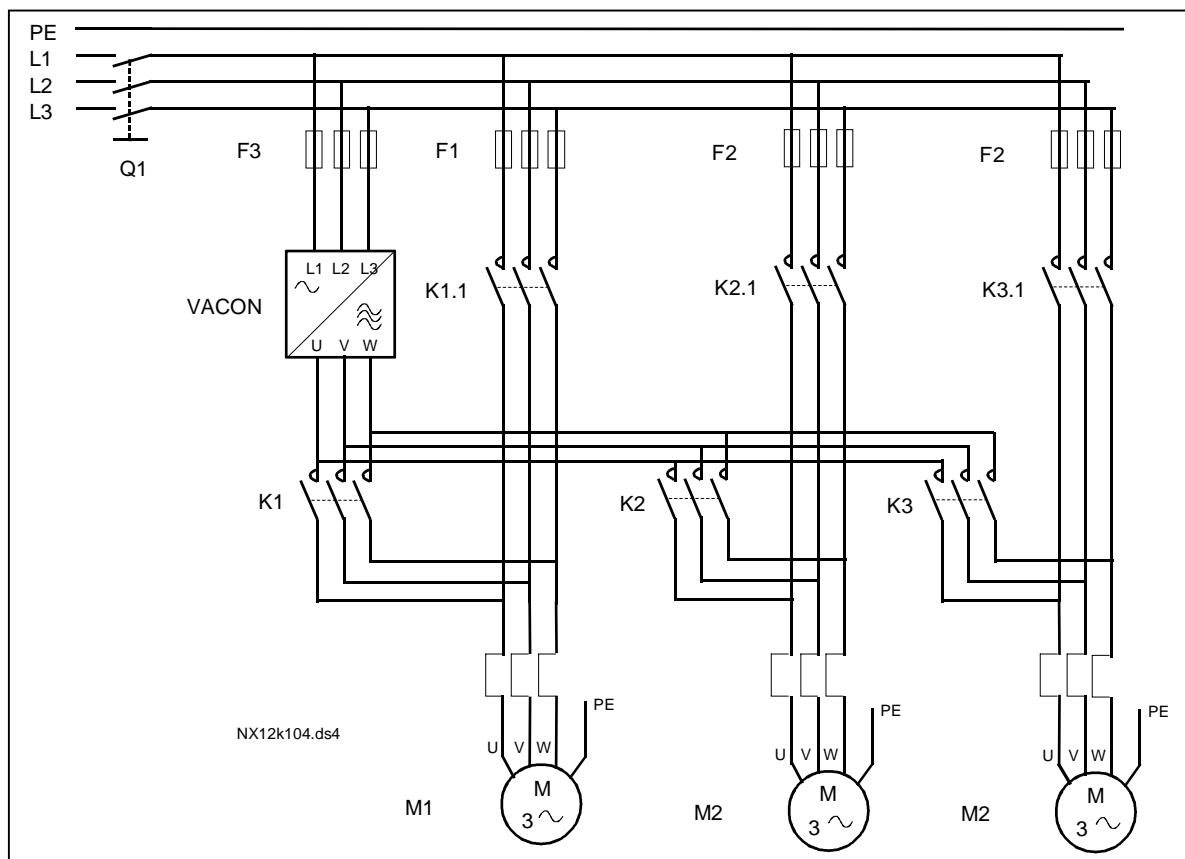 PE
L1
L2
L3
Q1
F3
F1
F2
F2
L1 L2 L3
VACON
U V W
K1.1
K2.1
K3.1
K1
K2
K3
PE
PE
PE
NX12k104.ds4
U V W
U V W
U V W
M
3
M
3
M
3
M1
M2
M2